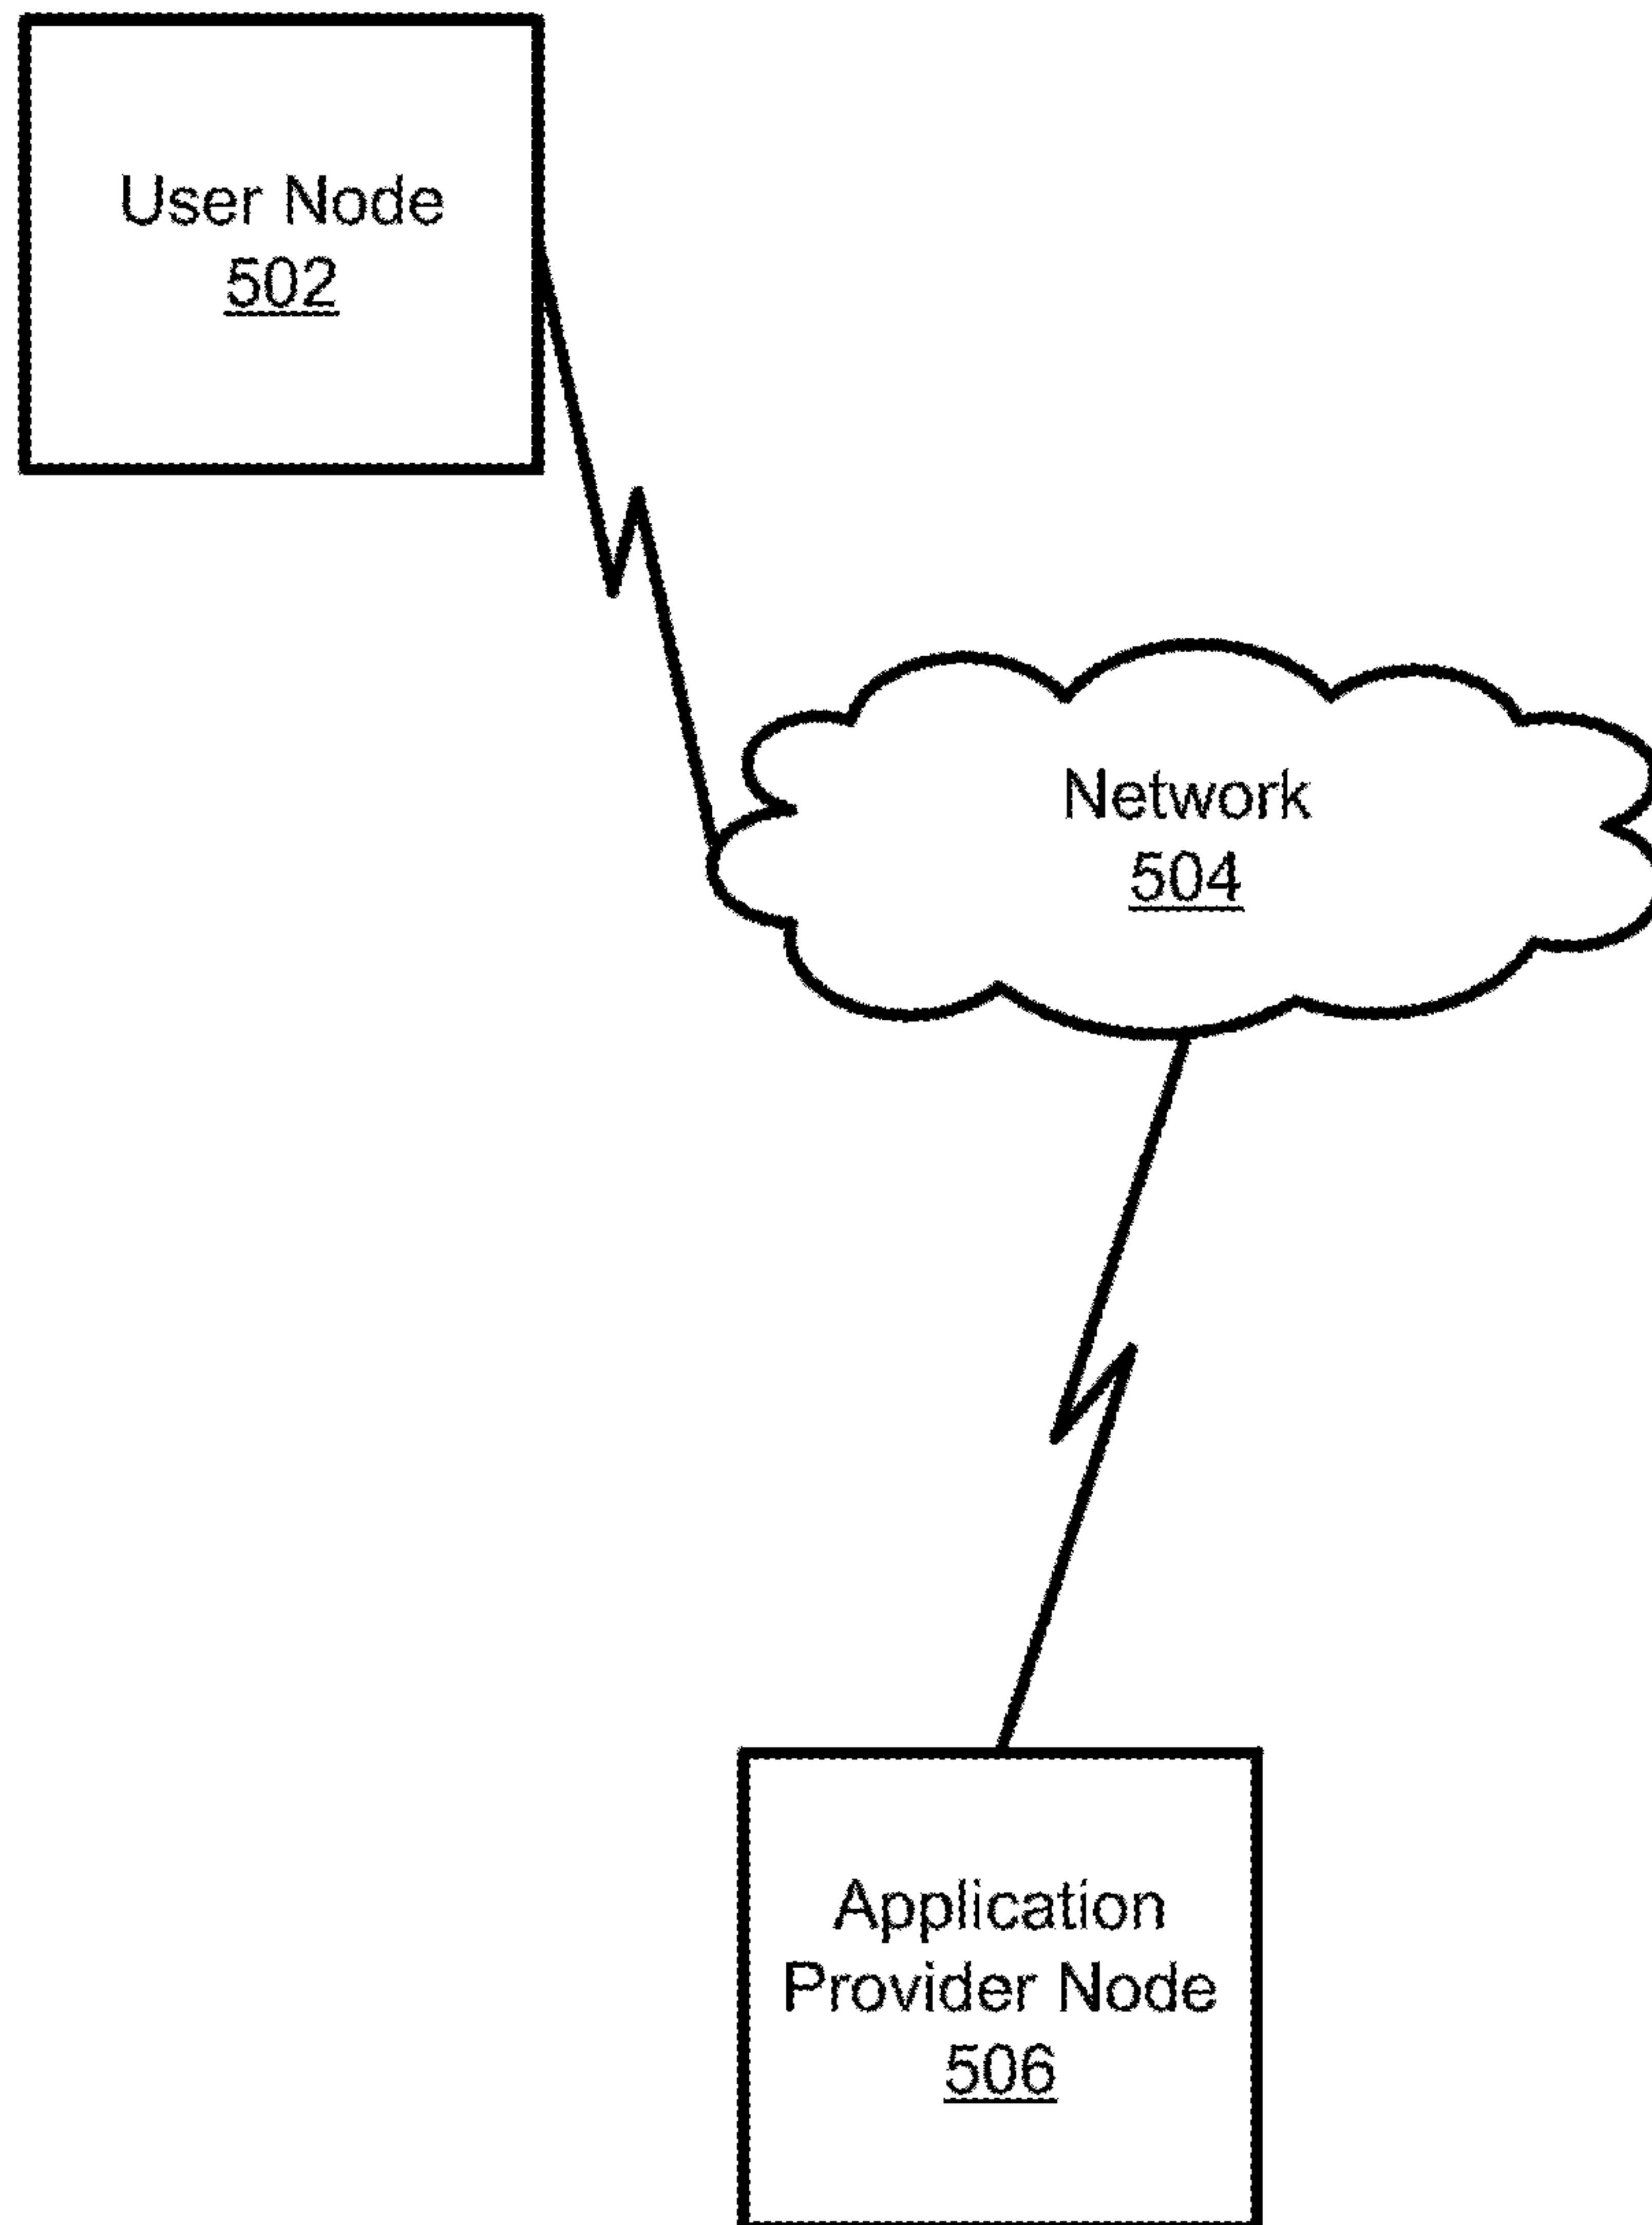 User Node
502
Network
504
Application
Provider Node
506